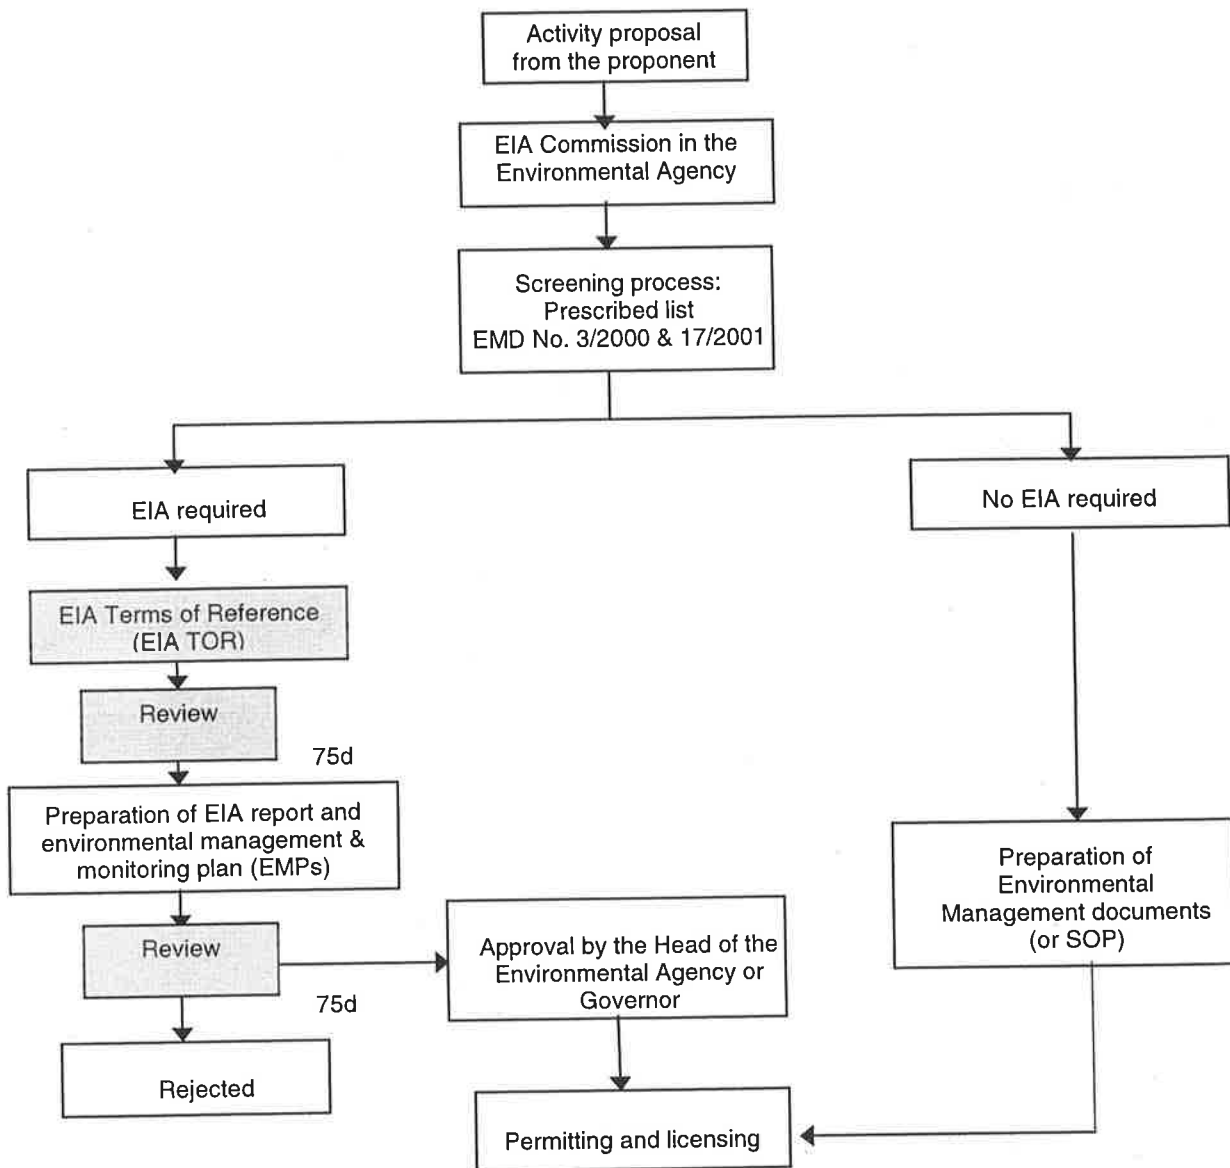 Activity proposal
from the proponent
EIA Commission in the
Environmental Agency
Screening process:
Prescribed list
EMD No. 3/2000 & 17/2001
EIA required
No EIA required
EIA Terms of Reference
(EIA TOR)
Review
75d
Preparation of EIA report and
environmental management &
monitoring plan (EMPs)
Preparation of
Environmental
Management documents
(or SOP)
Review
75d
Approval by the Head of the
Environmental Agency or
Governor
Rejected
Permitting and licensing